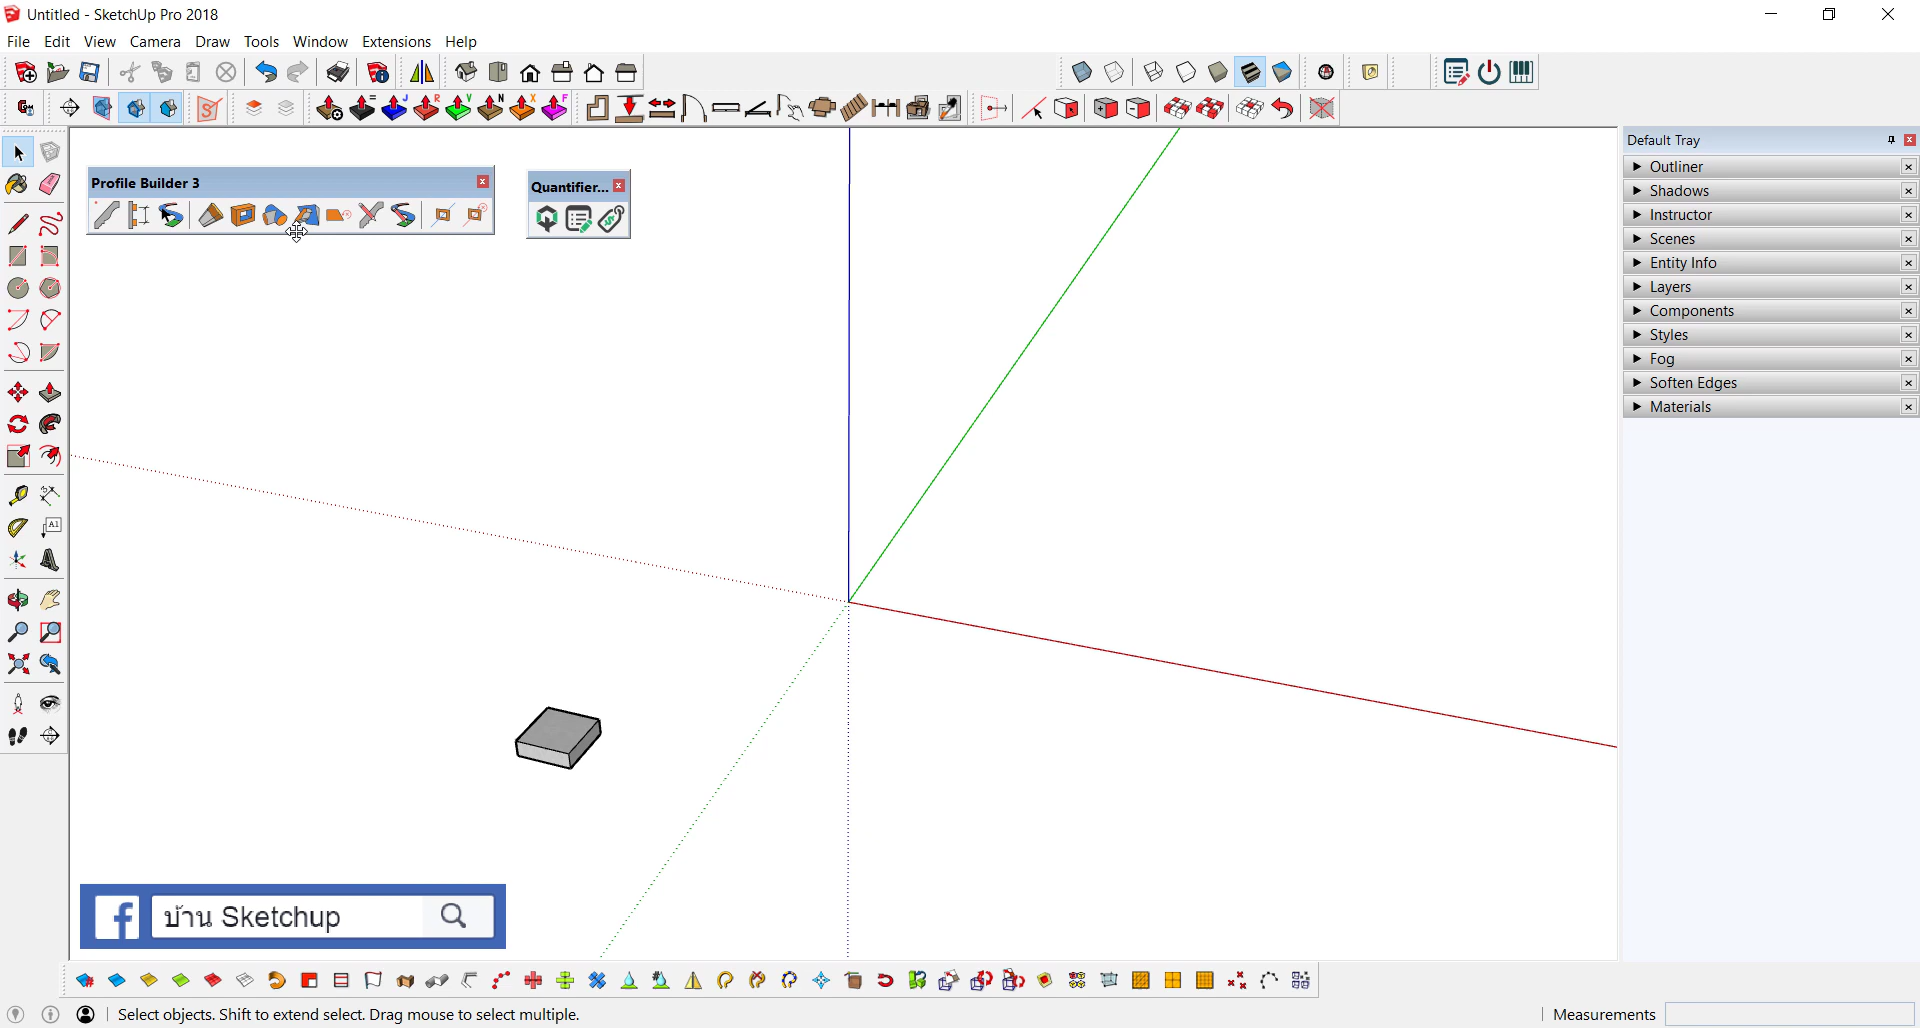 Untitled - SketchUp Pro 2018
File Edit View Camera Draw Tools Window Extensions Help
Default Tray
Outliner
Shadows
Instructor
Scenes
Entity Info
Layers
Components
Styles
Fog
Soften Edges
Materials
Profile Builder 3
Quantifier...
บ้าน Sketchup
Select objects. Shift to extend select. Drag mouse to select multiple.
Measurements